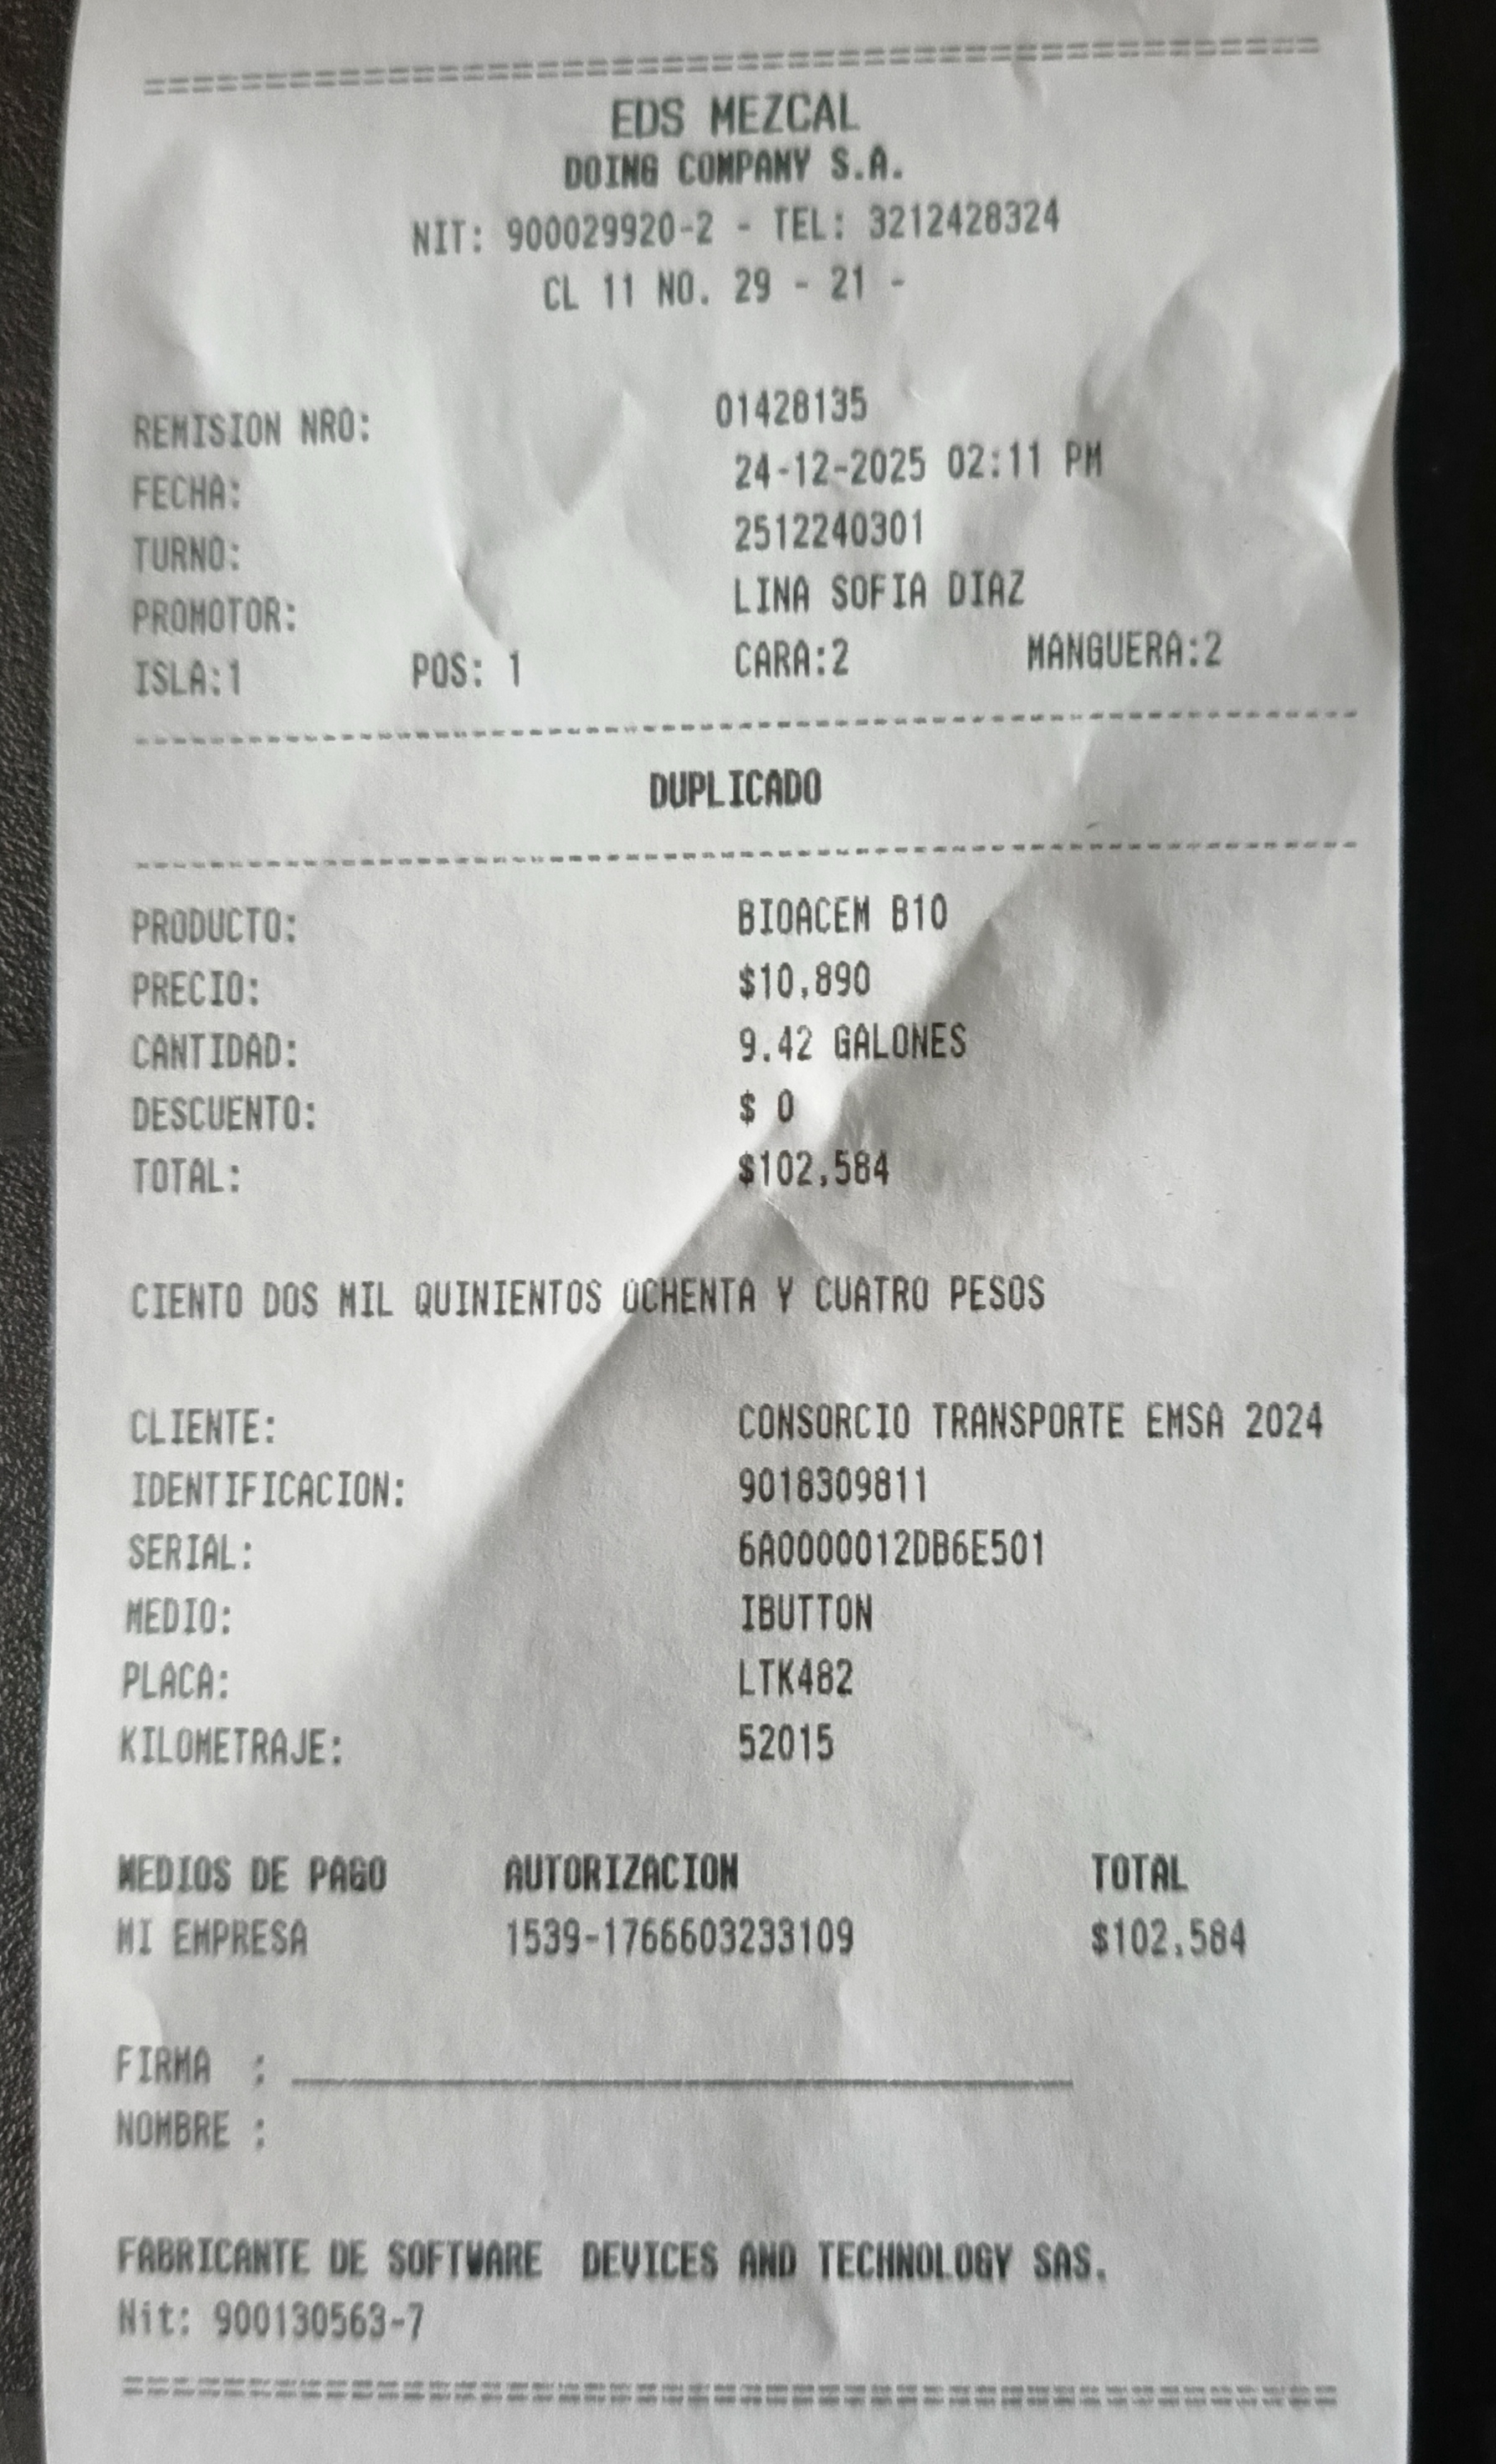 ================================================
EDS MEZCAL
DOING COMPANY S.A.
NIT: 900029920-2 - TEL: 3212428324
CL 11 NO. 29 - 21 -
REMISION NRO: 01428135
FECHA: 24-12-2025 02:11 PM
TURNO: 2512240301
PROMOTOR: LINA SOFIA DIAZ
ISLA:1 POS: 1 CARA:2 MANGUERA:2
------------------------------------------------
DUPLICADO
------------------------------------------------
PRODUCTO: BIOACEM B10
PRECIO: $10,890
CANTIDAD: 9.42 GALONES
DESCUENTO: $ 0
TOTAL: $102,584
CIENTO DOS MIL QUINIENTOS OCHENTA Y CUATRO PESOS
CLIENTE: CONSORCIO TRANSPORTE EMSA 2024
IDENTIFICACION: 9018309811
SERIAL: 6A0000012DB6E501
MEDIO: IBUTTON
PLACA: LTK482
KILOMETRAJE: 52015
MEDIOS DE PAGO AUTORIZACION TOTAL
MI EMPRESA 1539-1766603233109 $102,584
FIRMA : ________________________________
NOMBRE :
FABRICANTE DE SOFTWARE DEVICES AND TECHNOLOGY SAS.
Nit: 900130563-7
================================================